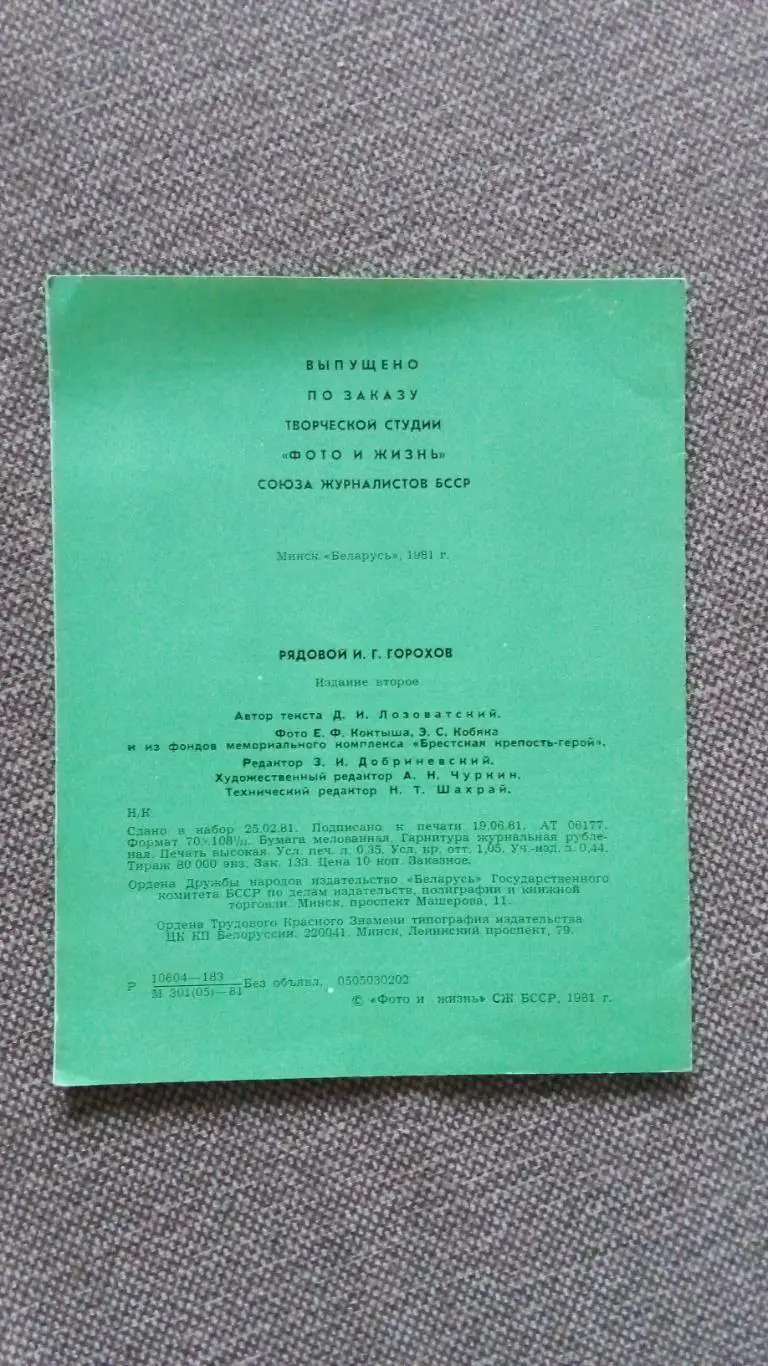 ВЫПУЩЕНО
ПО ЗАКАЗУ
ТВОРЧЕСКОЙ СТУДИИ
«ФОТО И ЖИЗНЬ»
СОЮЗА ЖУРНАЛИСТОВ БССР
Минск «Беларусь», 1981 г.
РЯДОВОЙ И. Г. ГОРОХОВ
Издание второе
Автор текста Д. И. Лозоватский.
Фото Е. Ф. Коктыша, Э. С. Кобяка
и из фондов мемориального комплекса «Брестская крепость-герой».
Редактор З. И. Добриневский.
Художественный редактор А. Н. Чуркин.
Технический редактор Н. Т. Шахрай.
Н/К
Сдано в набор 25.02.81. Подписано к печати 19.06.81. АТ 06177.
Формат 70×108¹/₃₂. Бумага мелованная. Гарнитура журнальная рубле-
ная. Печать высокая. Усл. печ. л. 0,35. Усл. кр. отт. 1,05. Уч.-изд. л. 0,44.
Тираж 80 000 экз. Зак. 133. Цена 10 коп. Заказное.
Ордена Дружбы народов издательство «Беларусь» Государственного
комитета БССР по делам издательств, полиграфии и книжной
торговли. Минск, проспект Машерова, 11.
Ордена Трудового Красного Знамени типография издательства
ЦК КП Белоруссии. 220041. Минск, Ленинский проспект, 79.
10604—183
Р Без объявл. 0505030202
М 301(05)—81
© «Фото и жизнь» СЖ БССР, 1981 г.